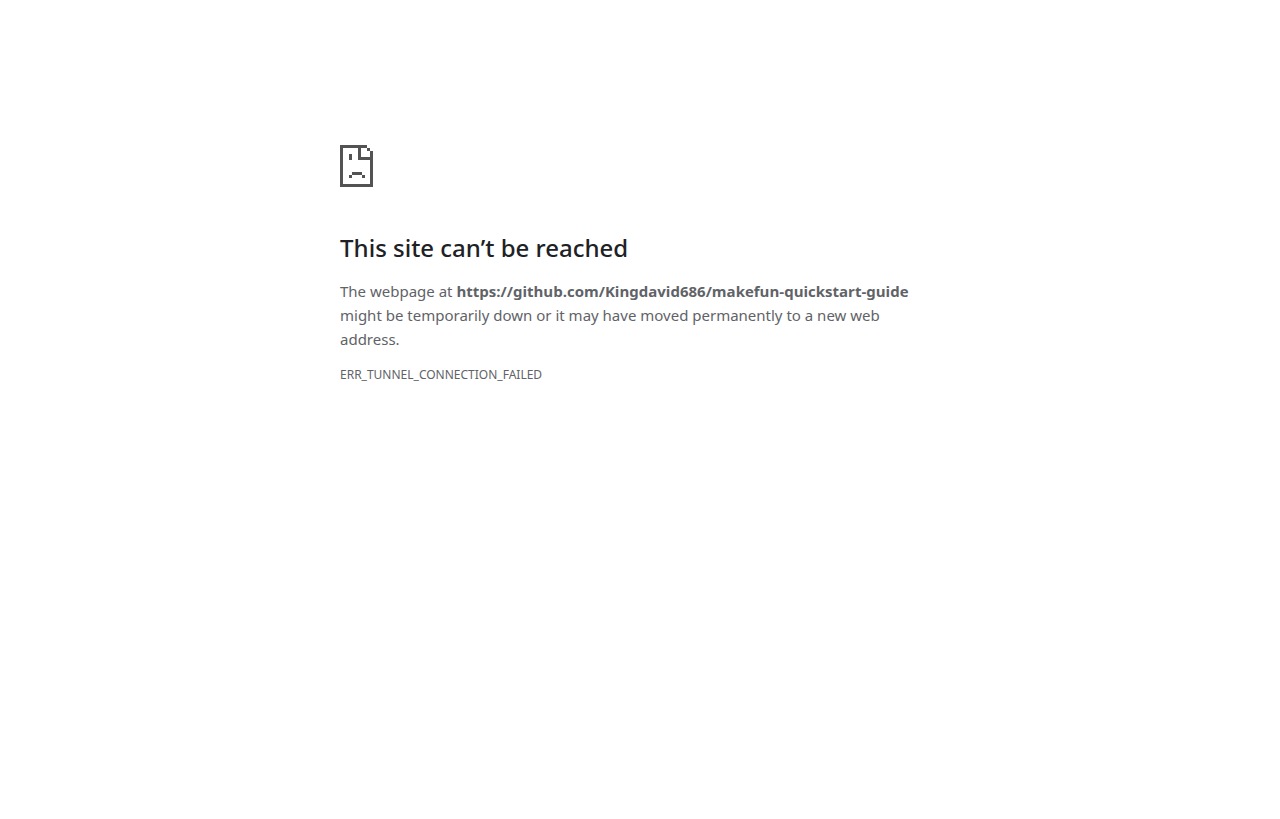 This site can’t be reached
The webpage at https://github.com/Kingdavid686/makefun-quickstart-guide
might be temporarily down or it may have moved permanently to a new web
address.
ERR_TUNNEL_CONNECTION_FAILED